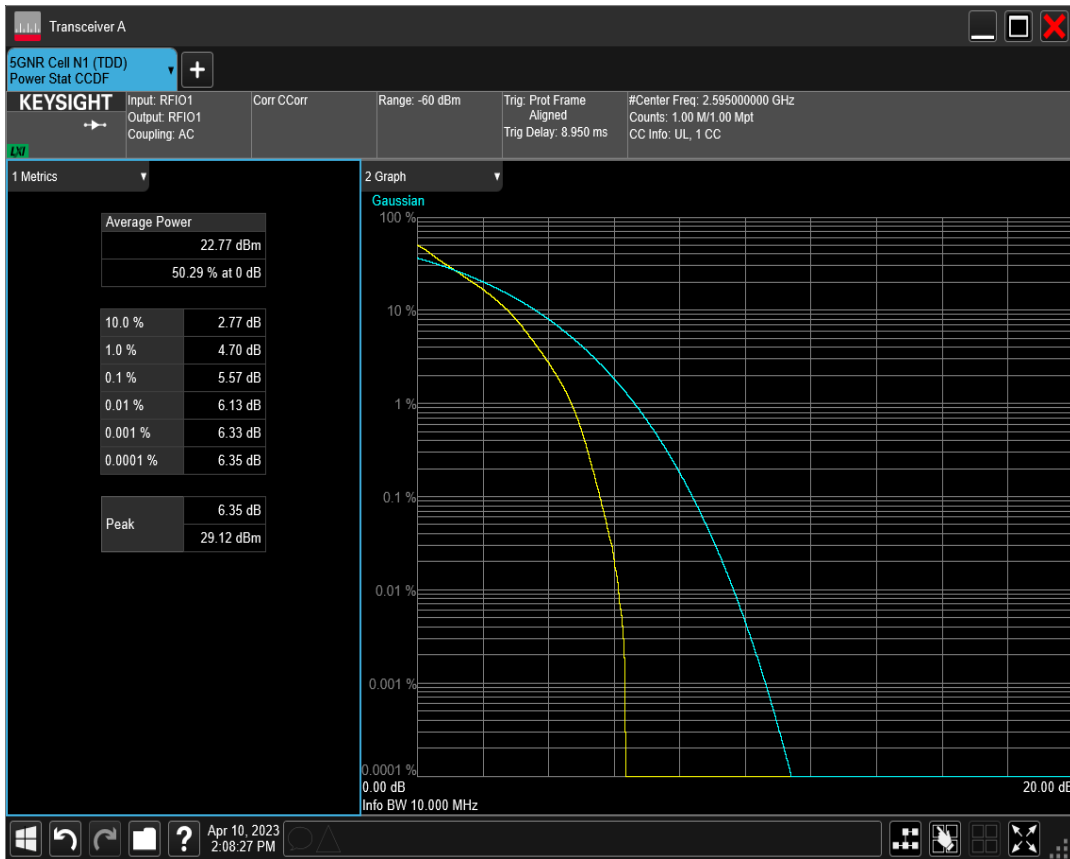 Transceiver A
5GNR Cell N1 (TDD)
Power Stat CCDF
+
KEYSIGHT
LXI
Input: RFIO1
Output: RFIO1
Coupling: AC
Corr CCorr
Range: -60 dBm
Trig: Prot Frame
Aligned
Trig Delay: 8.950 ms
#Center Freq: 2.595000000 GHz
Counts: 1.00 M/1.00 Mpt
CC Info: UL, 1 CC
1 Metrics
Average Power
22.77 dBm
50.29 % at 0 dB
10.0 % 2.77 dB
1.0 % 4.70 dB
0.1 % 5.57 dB
0.01 % 6.13 dB
0.001 % 6.33 dB
0.0001 % 6.35 dB
Peak
6.35 dB
29.12 dBm
2 Graph
Gaussian
100 %
10 %
1 %
0.1 %
0.01 %
0.001 %
0.0001 %
0.00 dB 20.00 dB
Info BW 10.000 MHz
?
Apr 10, 2023
2:08:27 PM